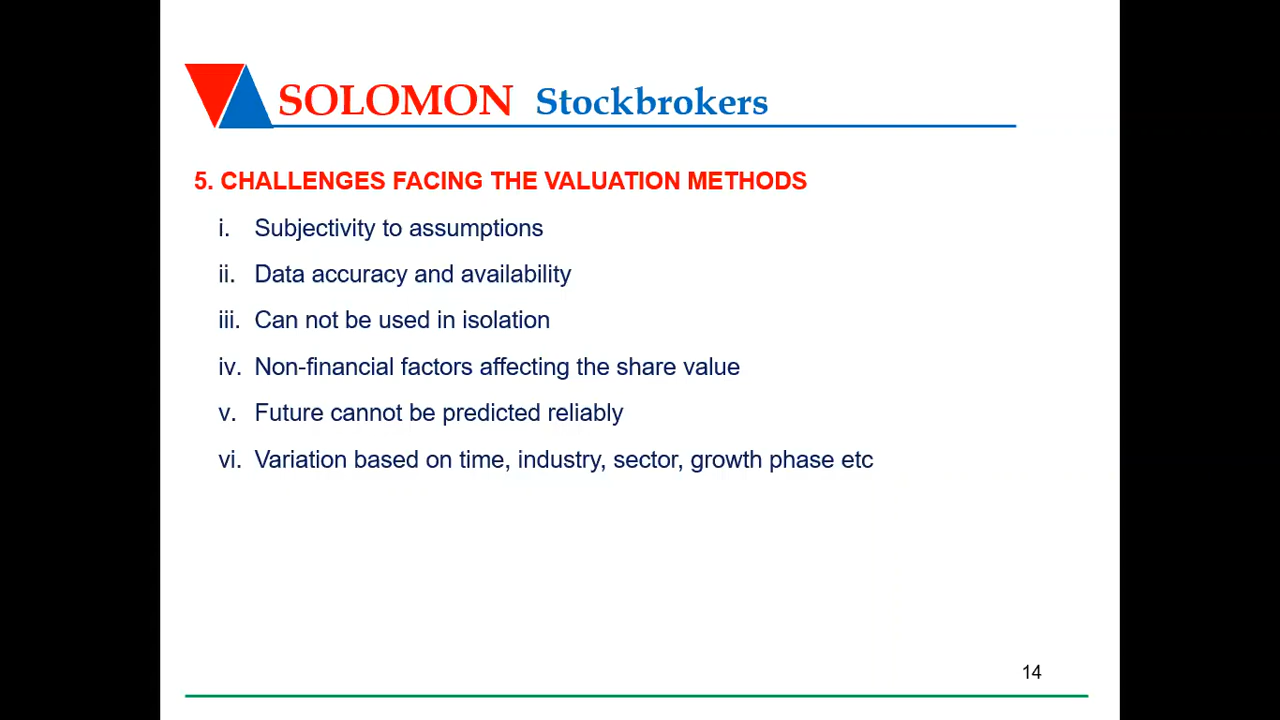 SOLOMON Stockbrokers
5. CHALLENGES FACING THE VALUATION METHODS
i. Subjectivity to assumptions
ii. Data accuracy and availability
iii. Can not be used in isolation
iv. Non-financial factors affecting the share value
v. Future cannot be predicted reliably
vi. Variation based on time, industry, sector, growth phase etc
14